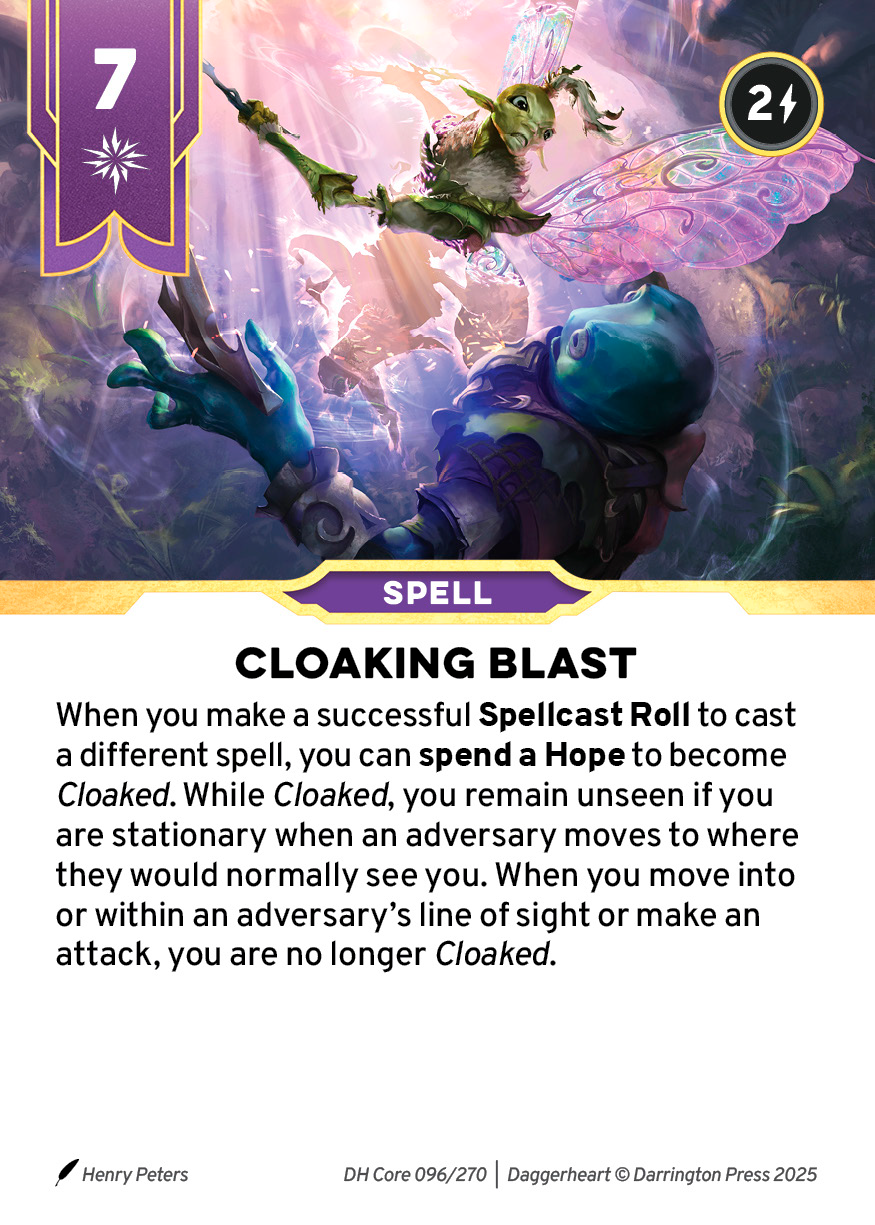 7
2
SPELL
CLOAKING BLAST
When you make a successful Spellcast Roll to cast
a different spell, you can spend a Hope to become
Cloaked. While Cloaked, you remain unseen if you
are stationary when an adversary moves to where
they would normally see you. When you move into
or within an adversary’s line of sight or make an
attack, you are no longer Cloaked.
Henry Peters
DH Core 096/270 | Daggerheart © Darrington Press 2025